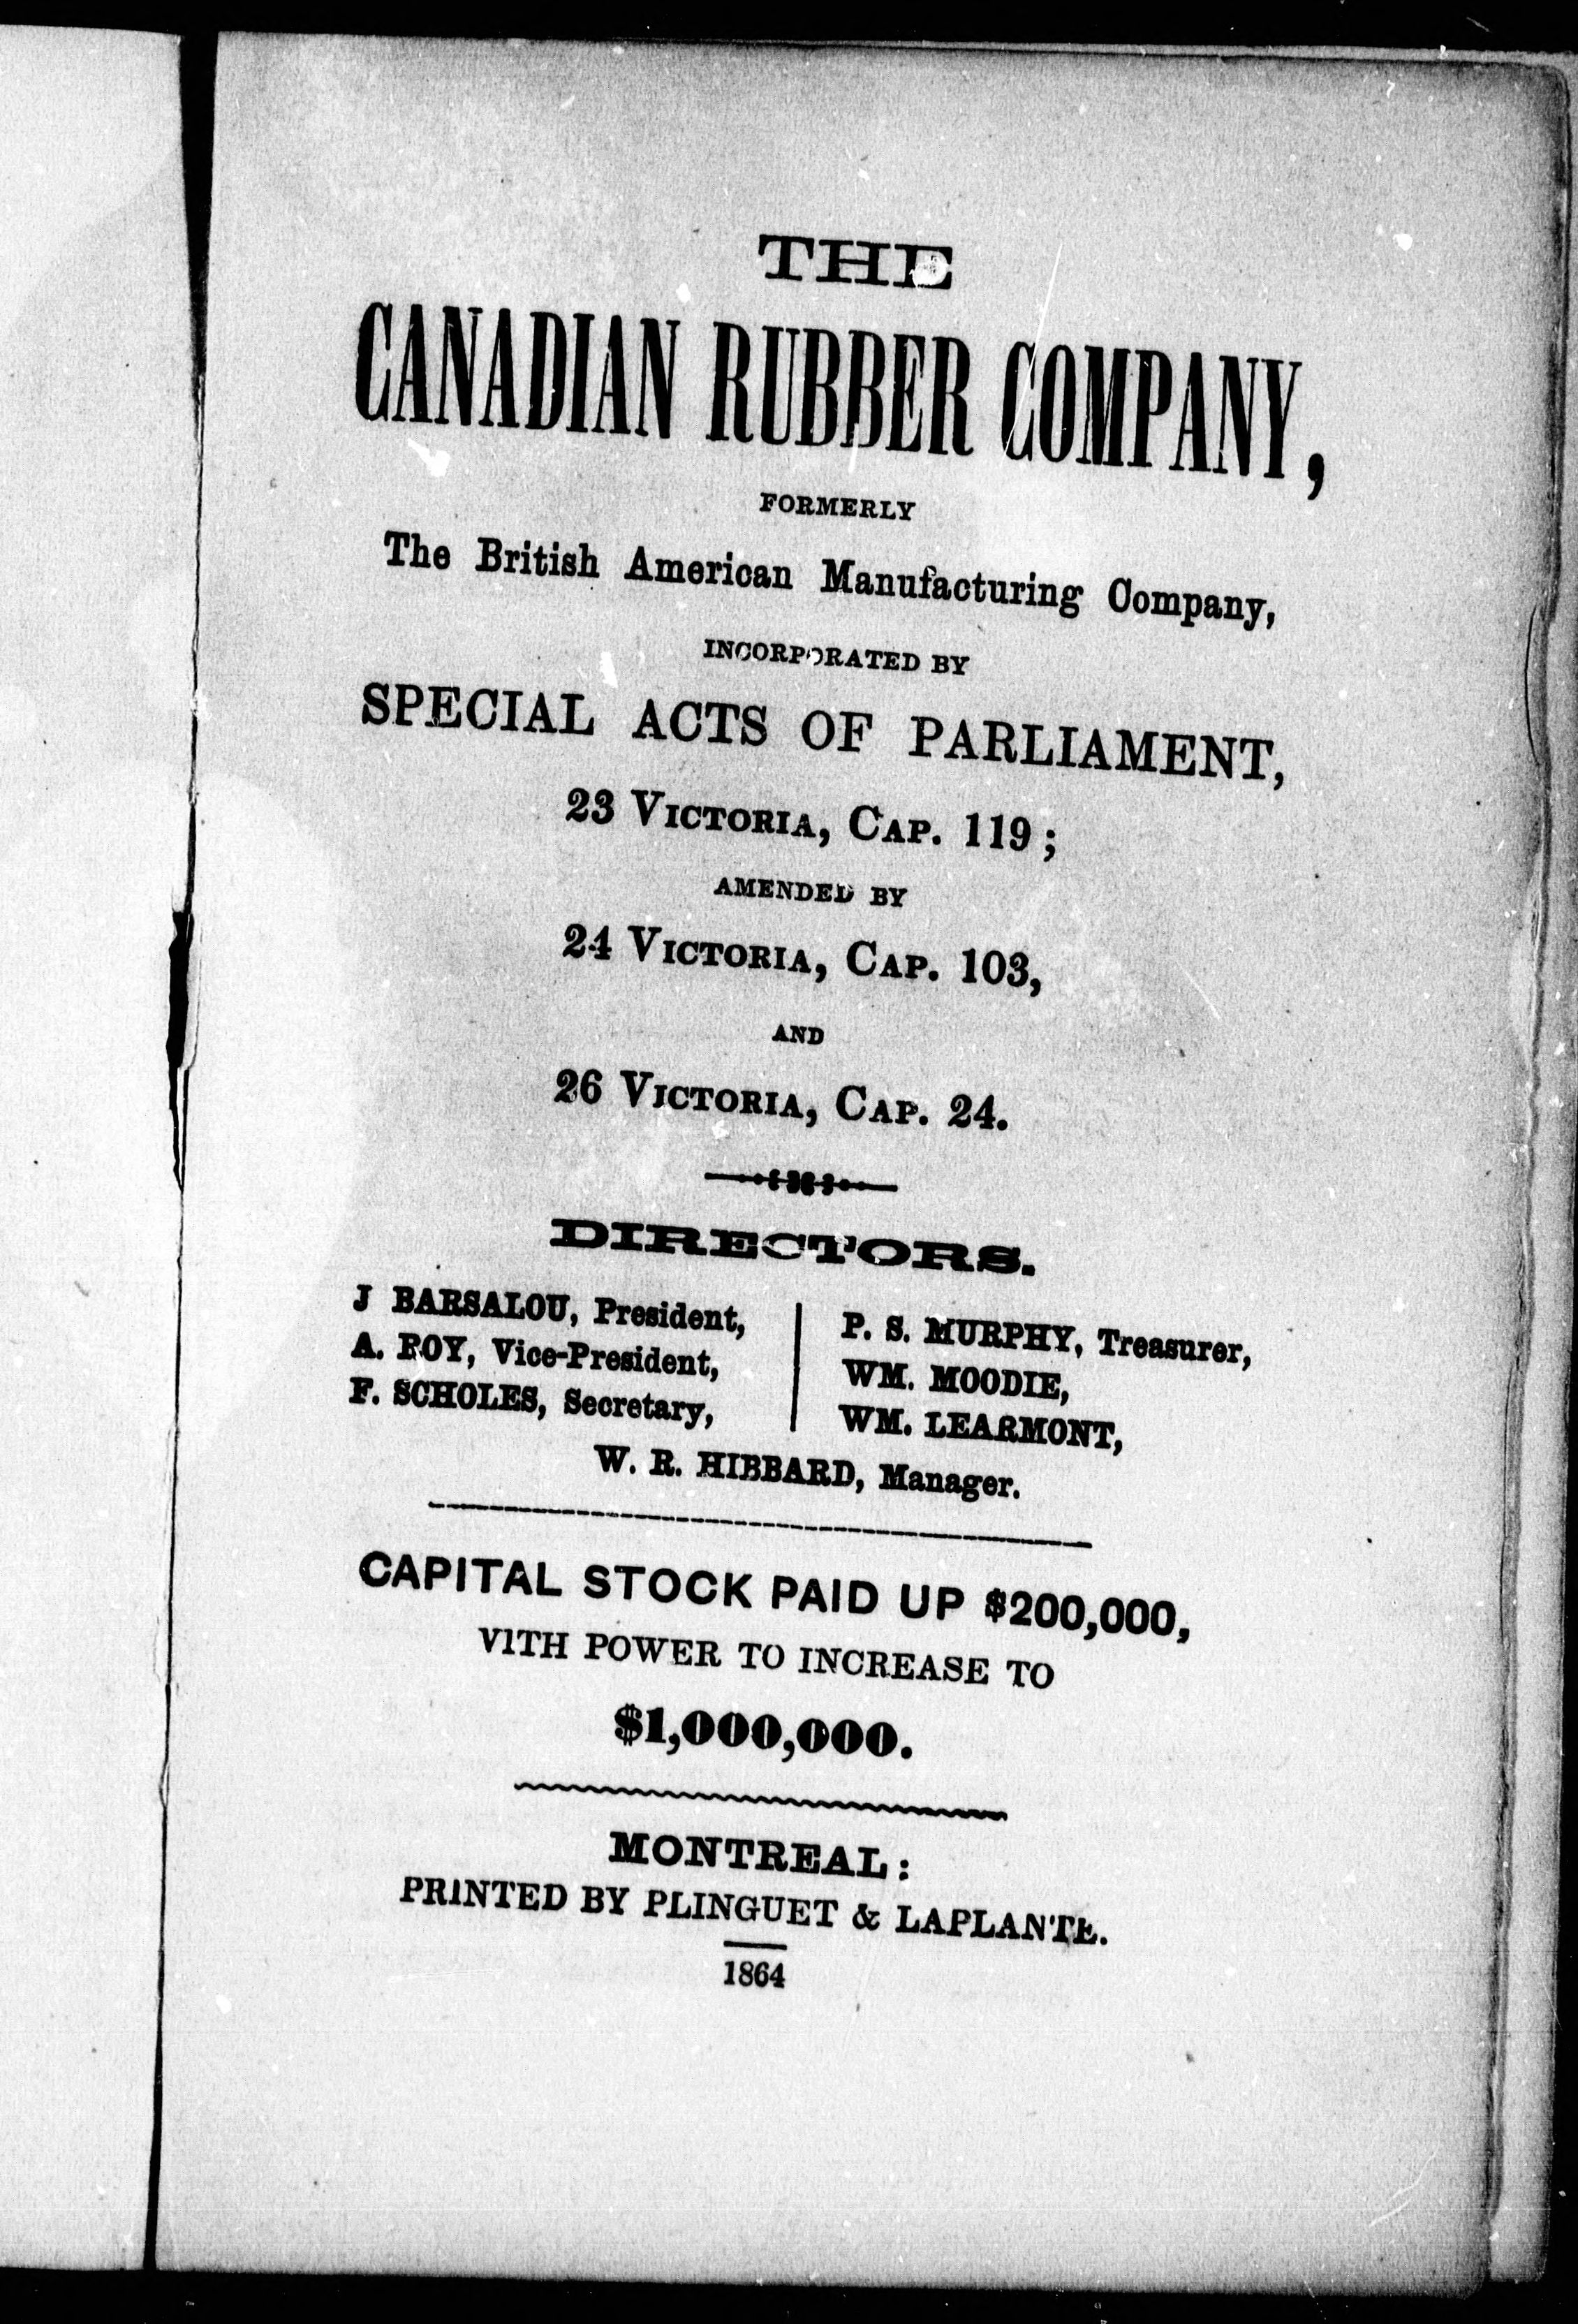 THE
CANADIAN RUBBER COMPANY,
FORMERLY
The British American Manufacturing Company,
INCORPORATED BY
SPECIAL ACTS OF PARLIAMENT,
23 VICTORIA, CAP. 119;
AMENDED BY
24 VICTORIA, CAP. 103,
AND
26 VICTORIA, CAP. 24.
DIRECTORS.
J BARSALOU, President,
A. ROY, Vice-President,
F. SCHOLES, Secretary,
P. S. MURPHY, Treasurer,
WM. MOODIE,
WM. LEARMONT,
W. R. HIBBARD, Manager.
CAPITAL STOCK PAID UP $200,000,
WITH POWER TO INCREASE TO
$1,000,000.
MONTREAL:
PRINTED BY PLINGUET & LAPLANTE.
1864